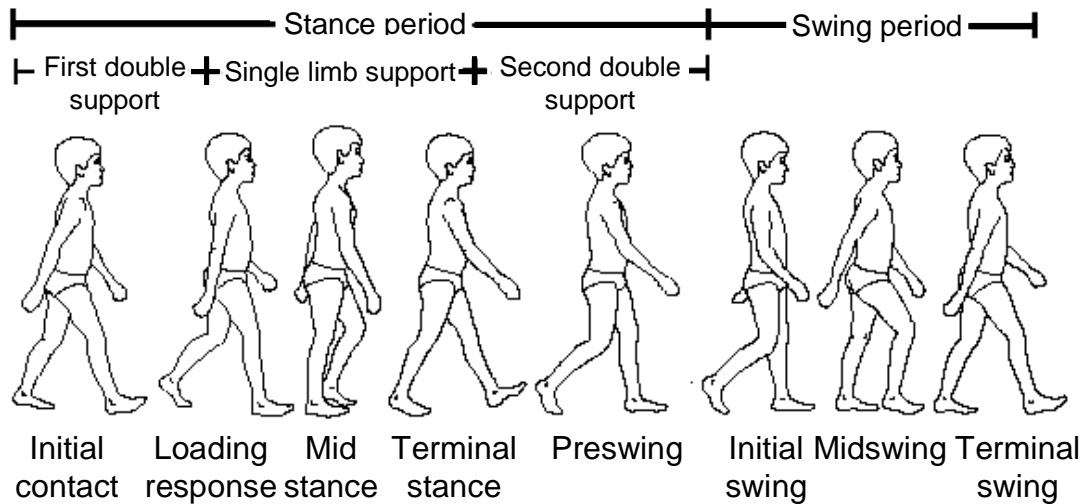 Stance period
Swing period
First double
support
Single limb support
Second double
support
Initial
contact
Loading
response
Mid
stance
Terminal
stance
Preswing
Initial
swing
Midswing
Terminal
swing